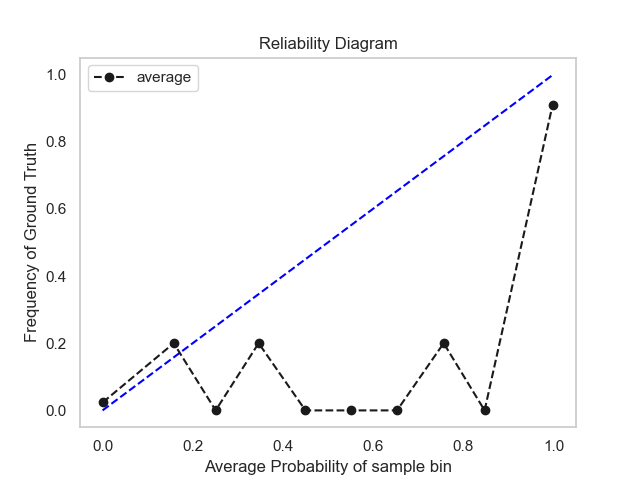 Reliability Diagram
average
1.0
0.8
0.6
0.4
0.2
0.0
Frequency of Ground Truth
0.0 0.2 0.4 0.6 0.8 1.0
Average Probability of sample bin